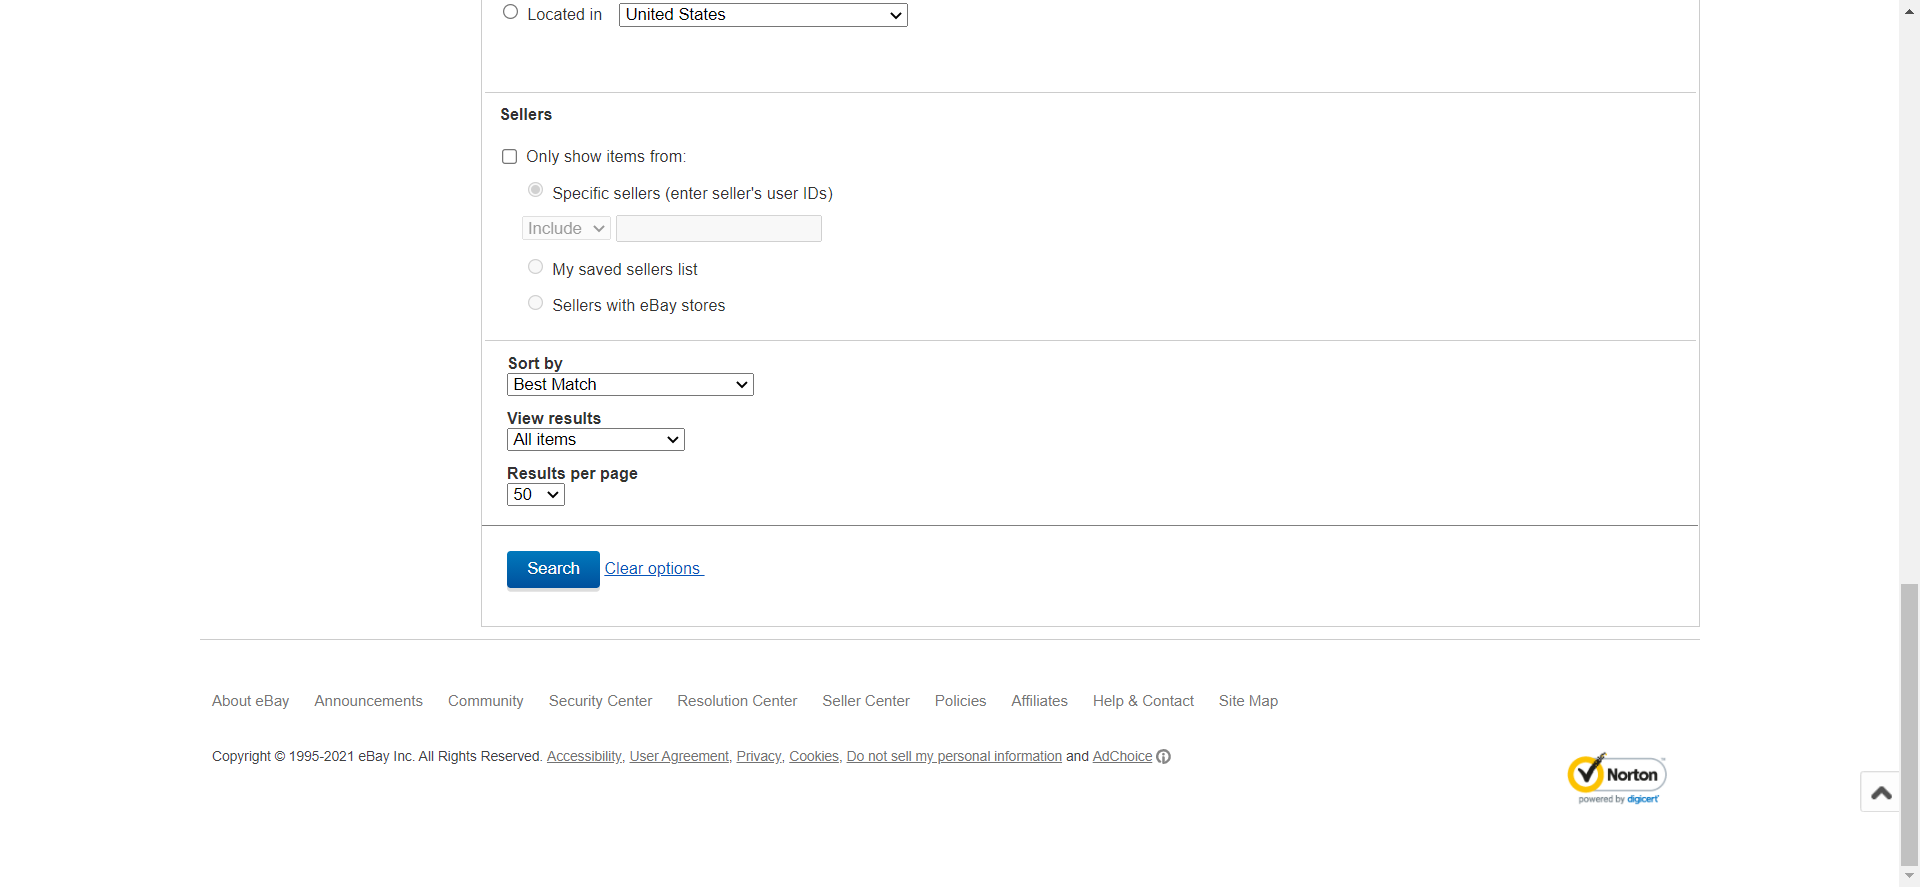 Located in United States
Sellers
Only show items from:
Specific sellers (enter seller's user IDs)
Include
My saved sellers list
Sellers with eBay stores
Sort by
Best Match
View results
All items
Results per page
50
Search Clear options
About eBay Announcements Community Security Center Resolution Center Seller Center Policies Affiliates Help & Contact Site Map
Copyright © 1995-2021 eBay Inc. All Rights Reserved. Accessibility, User Agreement, Privacy, Cookies, Do not sell my personal information and AdChoice
Norton
powered by digicert